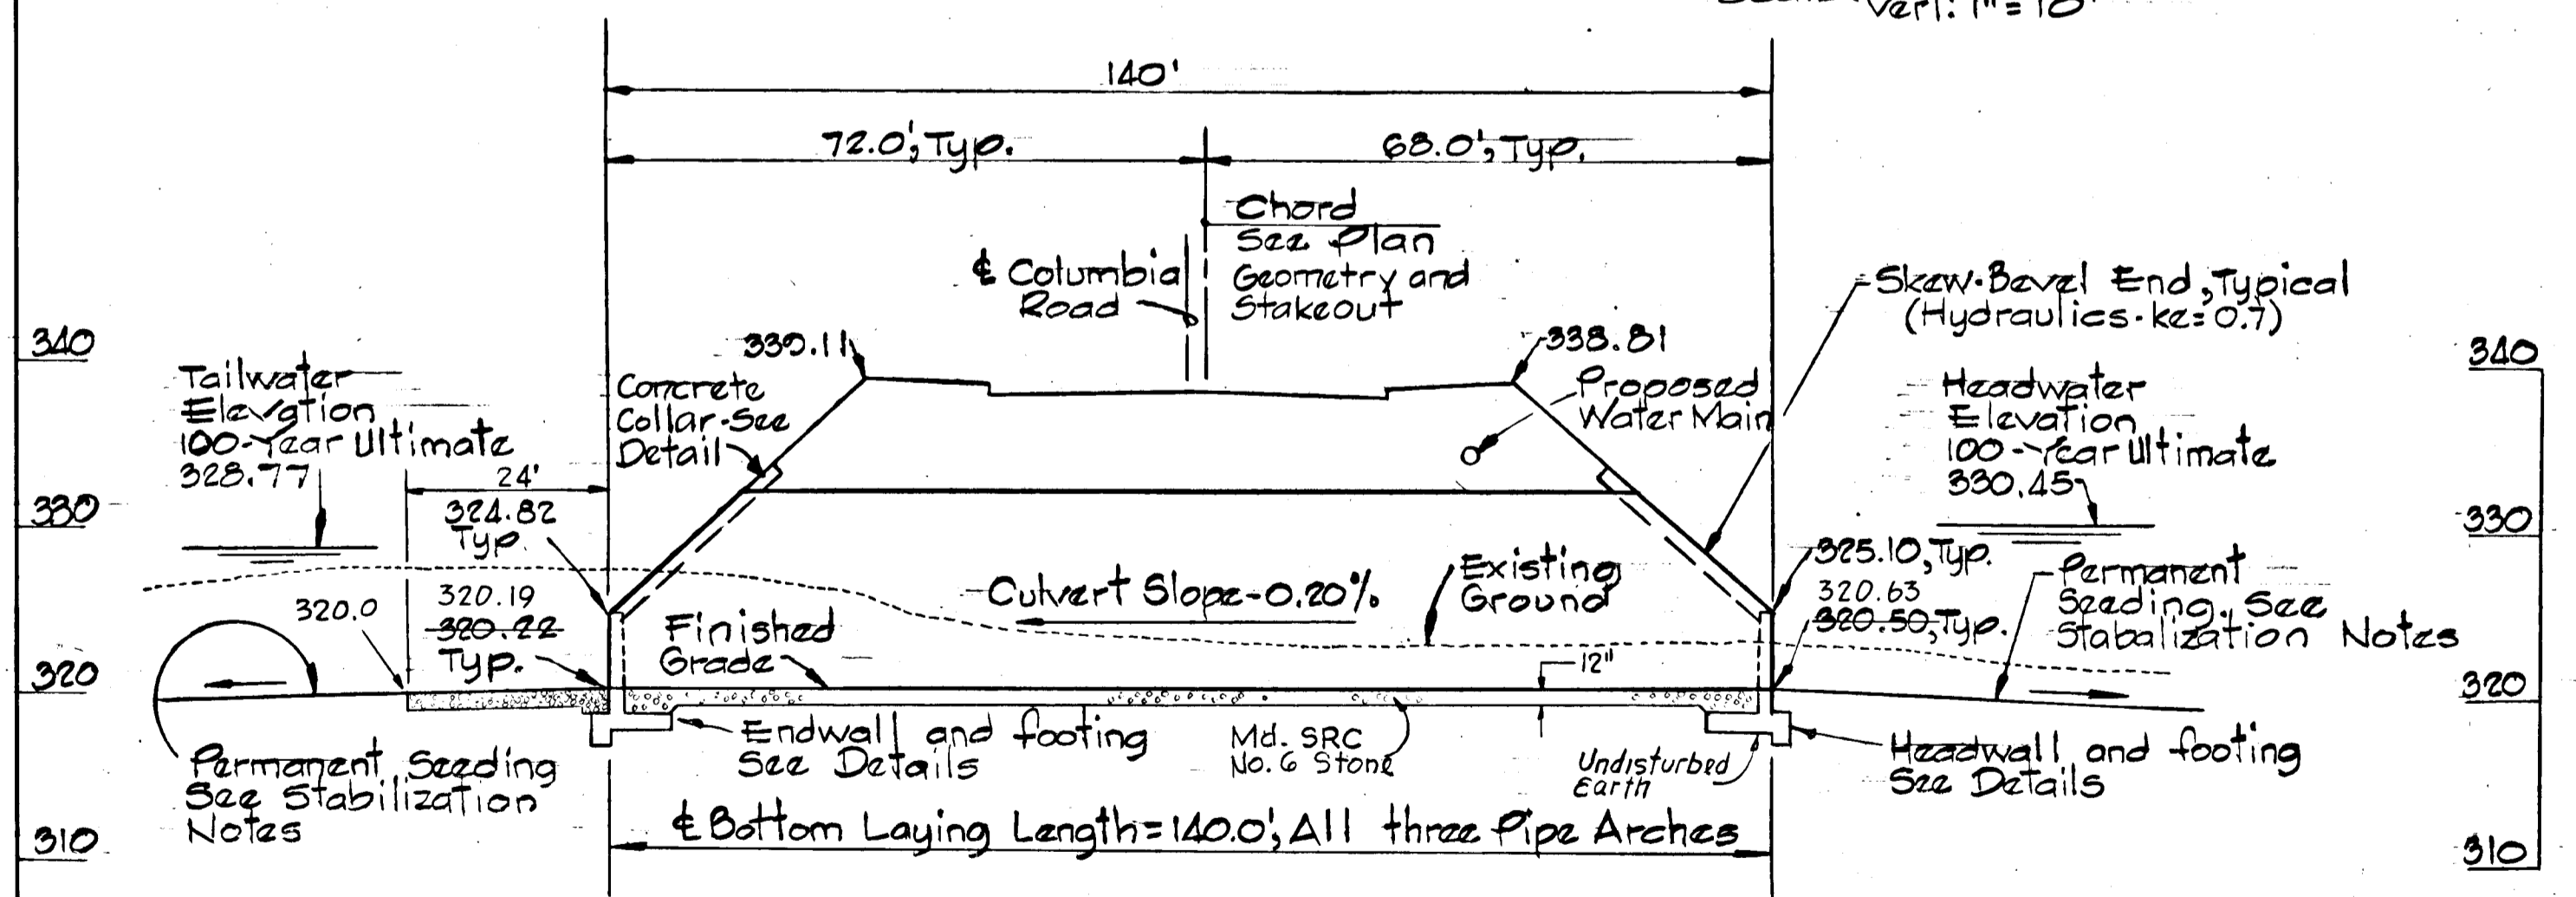 Vert: 1"=10'
140'
72.0', Typ.
68.0', Typ.
Chord
See Plan
Geometry and
Stakeout
℄ Columbia
Road
Skew-Bevel End, Typical
(Hydraulics-ke=0.7)
340
339.11
338.81
340
Tailwater
Elevation
100-Year Ultimate
328.77
Concrete
Collar-See
Detail
Proposed
Water Main
Headwater
Elevation
100-Year Ultimate
330.45
24'
330
324.82
Typ.
330
325.10, Typ.
320.0
320.19
320.22
Typ.
Finished
Grade
Culvert Slope-0.20%
Existing
Ground
320.63
320.50, Typ.
Permanent
Seeding. See
Stabalization Notes
320
12"
320
Permanent Seeding
See Stabilization
Notes
Endwall and footing
See Details
Md. SRC
No. 6 Stone
Undisturbed
Earth
Headwall and footing
See Details
310
℄ Bottom Laying Length=140.0', All three Pipe Arches
310